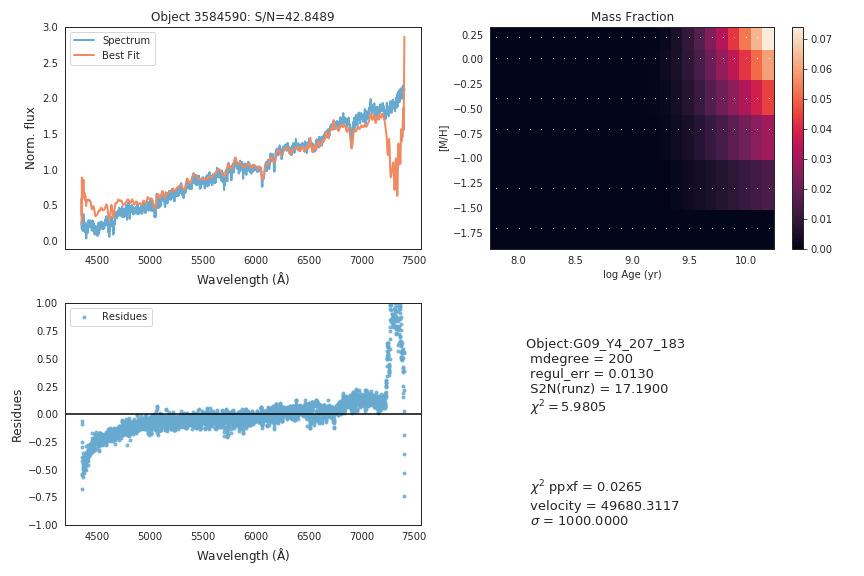 Object 3584590: S/N=42.8489
Spectrum
Best Fit
Norm. flux
3.0
2.5
2.0
1.5
1.0
0.5
0.0
4500 5000 5500 6000 6500 7000 7500
Wavelength (Å)
Mass Fraction
[M/H]
0.25
0.00
−0.25
−0.50
−0.75
−1.00
−1.25
−1.50
−1.75
8.0 8.5 9.0 9.5 10.0
log Age (yr)
0.07
0.06
0.05
0.04
0.03
0.02
0.01
0.00
Residues
Residues
1.00
0.75
0.50
0.25
0.00
−0.25
−0.50
−0.75
−1.00
4500 5000 5500 6000 6500 7000 7500
Wavelength (Å)
Object:G09_Y4_207_183
mdegree = 200
regul_err = 0.0130
S2N(runz) = 17.1900
χ² = 5.9805
χ² ppxf = 0.0265
velocity = 49680.3117
σ = 1000.0000